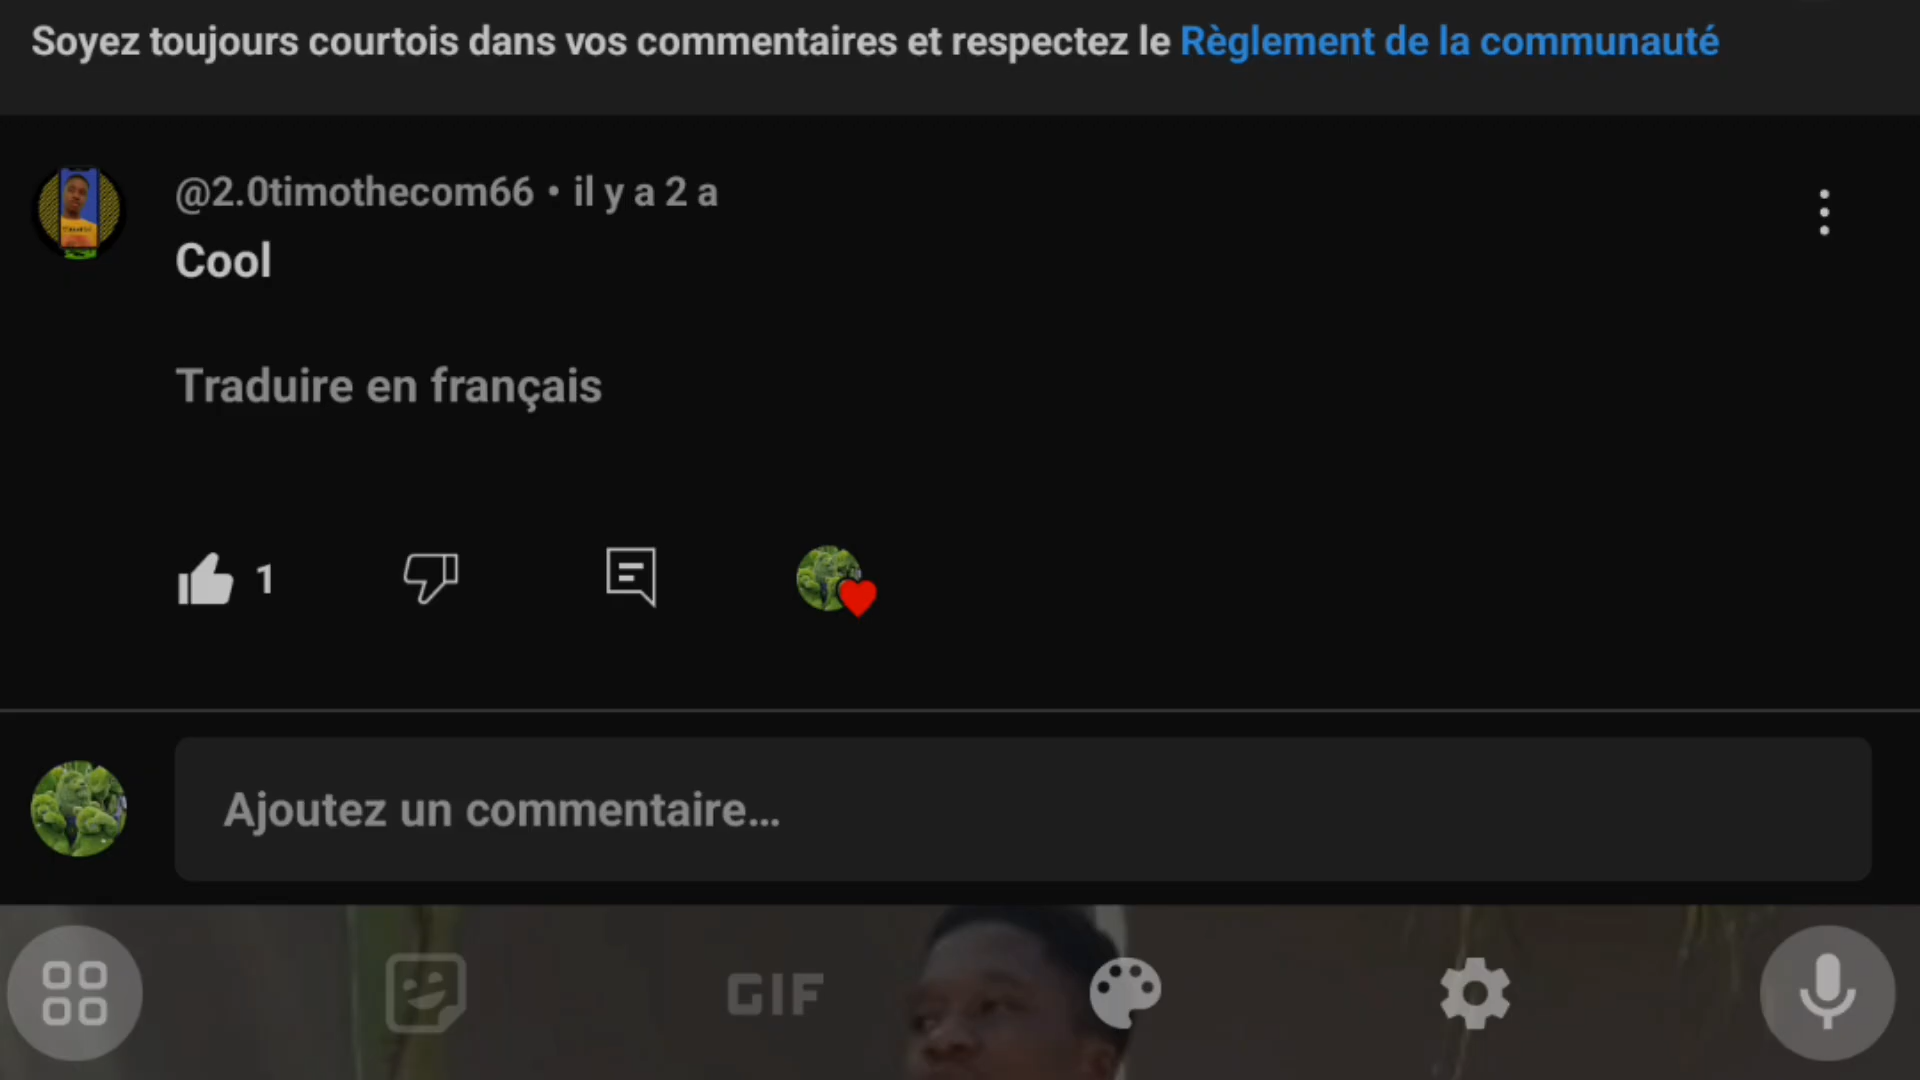 Soyez toujours courtois dans vos commentaires et respectez le Règlement de la communauté
@2.0timothecom66 • il y a 2 a
Cool
Traduire en français
1
Ajoutez un commentaire...
GIF